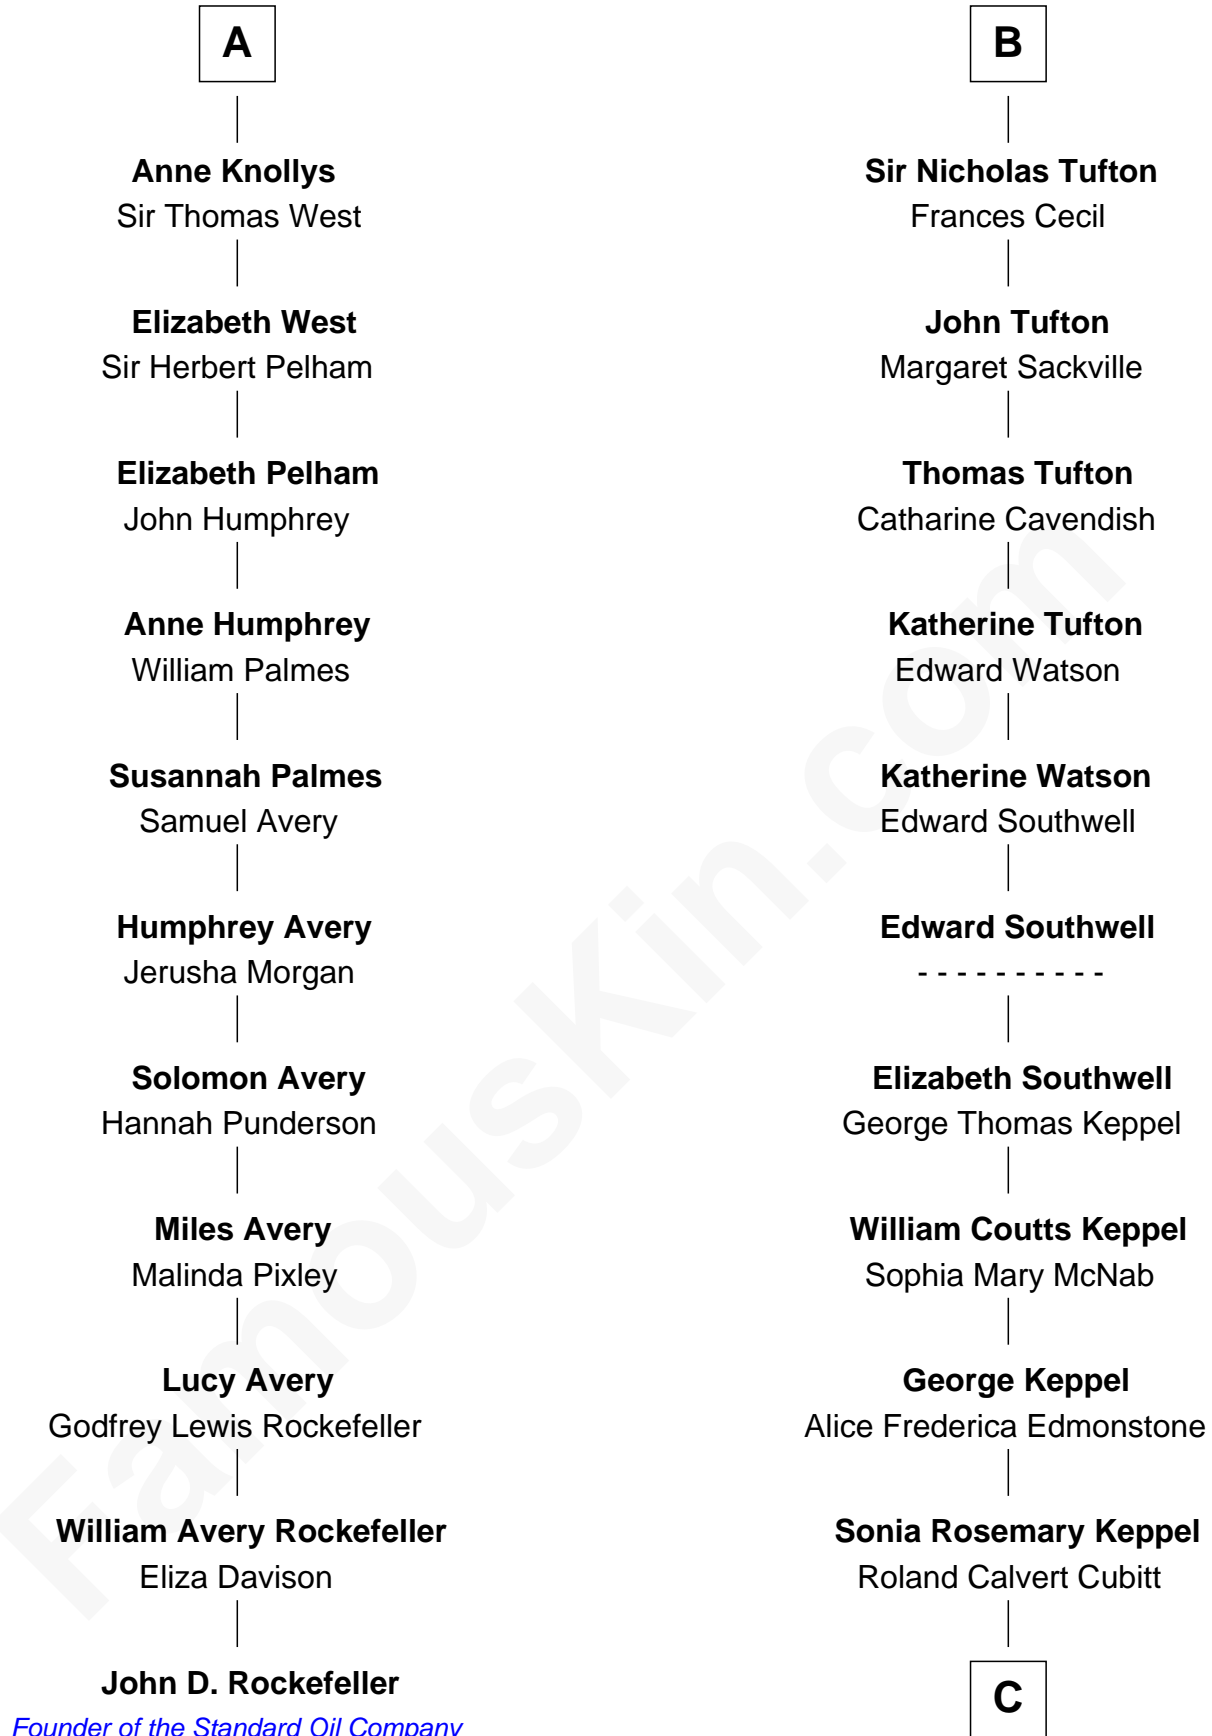 A
Anne Knollys
Sir Thomas West
Elizabeth West
Sir Herbert Pelham
Elizabeth Pelham
John Humphrey
Anne Humphrey
William Palmes
Susannah Palmes
Samuel Avery
Humphrey Avery
Jerusha Morgan
Solomon Avery
Hannah Punderson
Miles Avery
Malinda Pixley
Lucy Avery
Godfrey Lewis Rockefeller
William Avery Rockefeller
Eliza Davison
John D. Rockefeller
Founder of the Standard Oil Company
B
Sir Nicholas Tufton
Frances Cecil
John Tufton
Margaret Sackville
Thomas Tufton
Catharine Cavendish
Katherine Tufton
Edward Watson
Katherine Watson
Edward Southwell
Edward Southwell
- - - - - - - - - -
Elizabeth Southwell
George Thomas Keppel
William Coutts Keppel
Sophia Mary McNab
George Keppel
Alice Frederica Edmonstone
Sonia Rosemary Keppel
Roland Calvert Cubitt
C
FamousKin.com